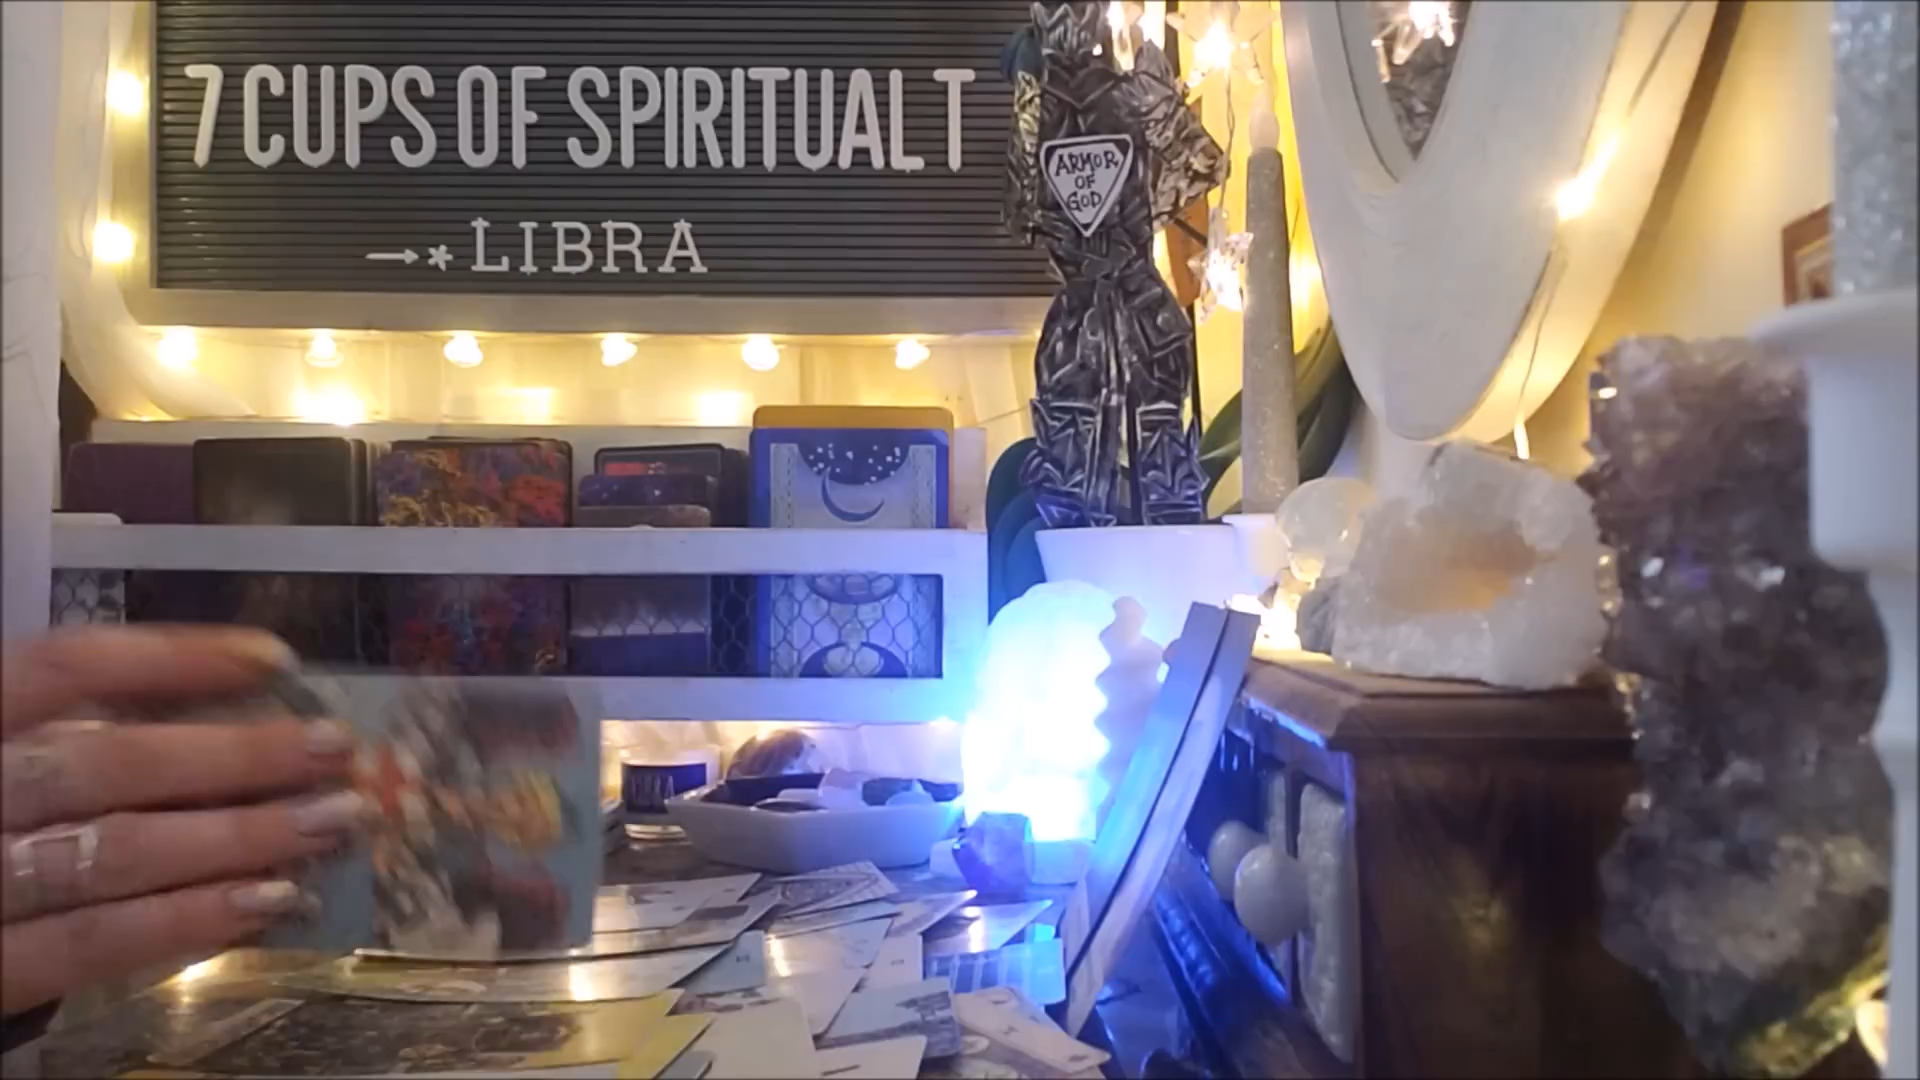 7 CUPS OF SPIRITUAL T
→*LIBRA
ARMOR
OF
GOD